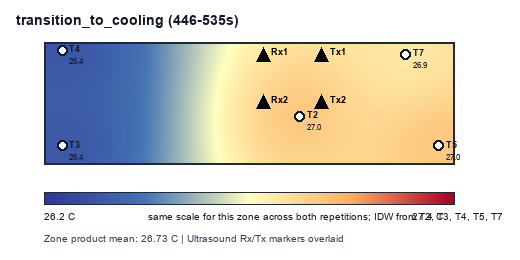 transition_to_cooling (446-535s)
T4
26.4
Rx1
Tx1
T7
26.9
Rx2
Tx2
T2
27.0
T3
26.4
T5
27.0
26.2 C
same scale for this zone across both repetitions; IDW from T2, T3, T4, T5, T7
Zone product mean: 26.73 C | Ultrasound Rx/Tx markers overlaid